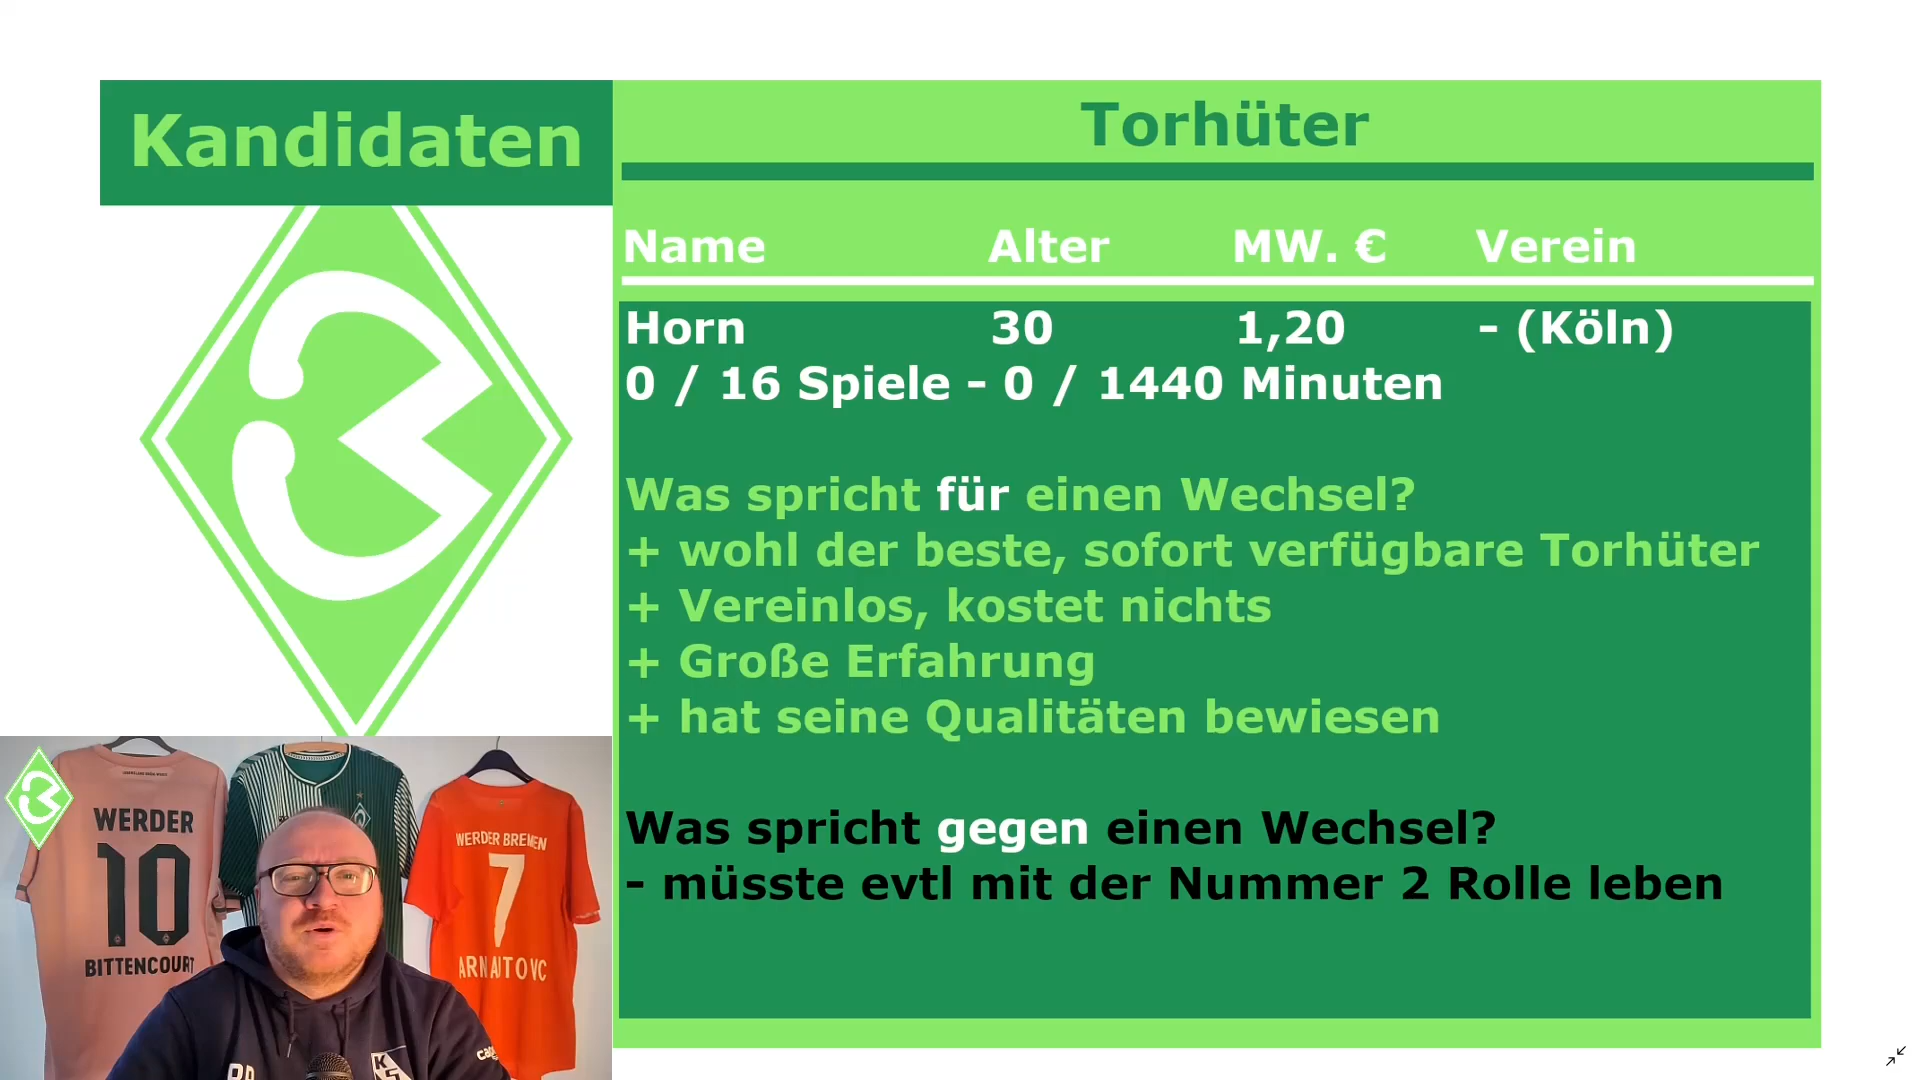 Kandidaten
Torhüter
Name Alter MW. € Verein
Horn 30 1,20 - (Köln)
0 / 16 Spiele - 0 / 1440 Minuten
Was spricht für einen Wechsel?
+ wohl der beste, sofort verfügbare Torhüter
+ Vereinlos, kostet nichts
+ Große Erfahrung
+ hat seine Qualitäten bewiesen
Was spricht gegen einen Wechsel?
- müsste evtl mit der Nummer 2 Rolle leben
WERDER
10
BITTENCOURT
WERDER BREMEN
7
ARNAUTOVIC